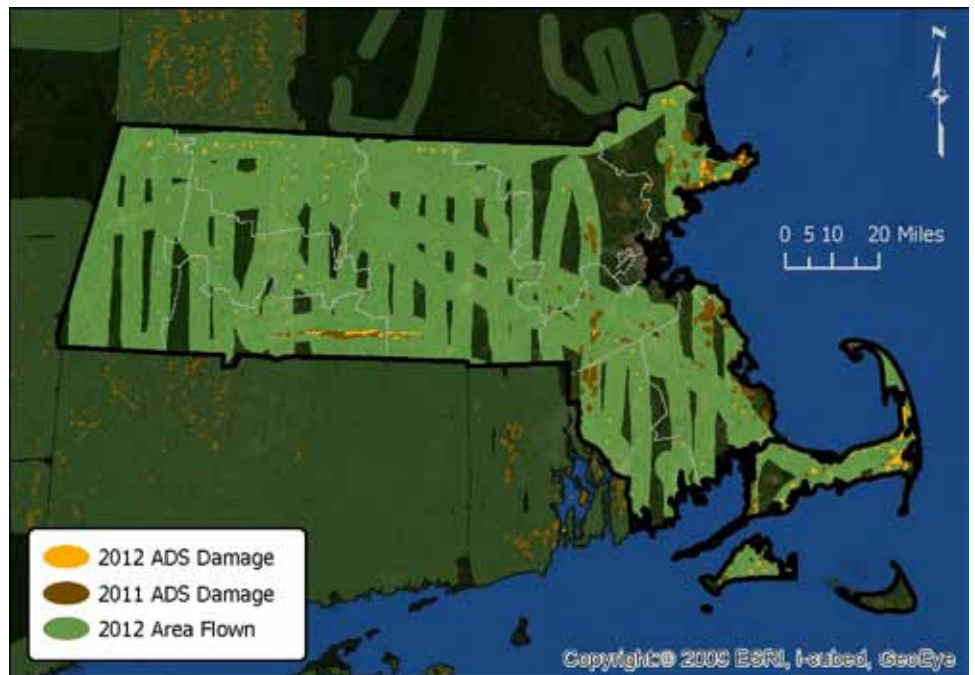 N
0 5 10 20 Miles
2012 ADS Damage
2011 ADS Damage
2012 Area Flown
Copyright:© 2009 ESRI, i-cubed, GeoEye